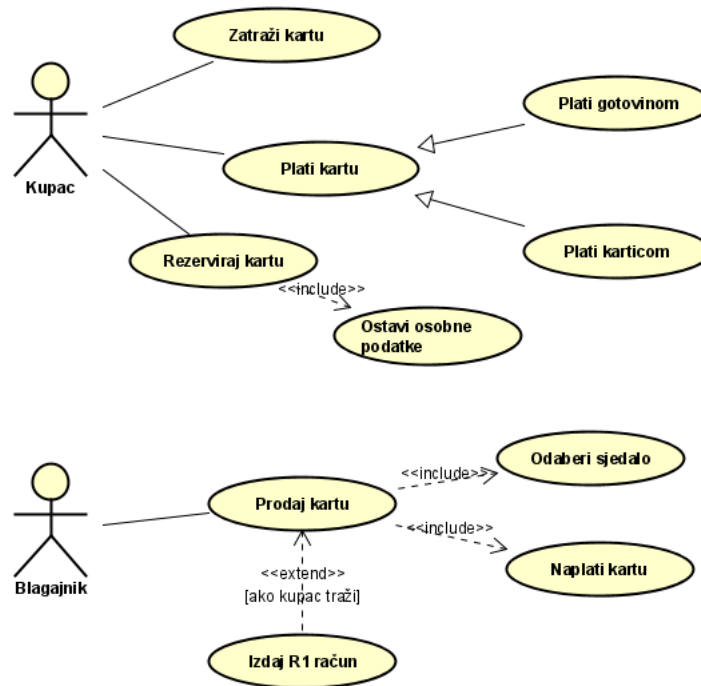 Zatraži kartu
Plati gotovinom
Plati kartu
Kupac
Plati karticom
Rezerviraj kartu
<<include>>
Ostavi osobne
podatke
Odaberi sjedalo
<<include>>
Prodaj kartu
<<include>>
Naplati kartu
Blagajnik
<<extend>>
[ako kupac traži]
Izdaj R1 račun